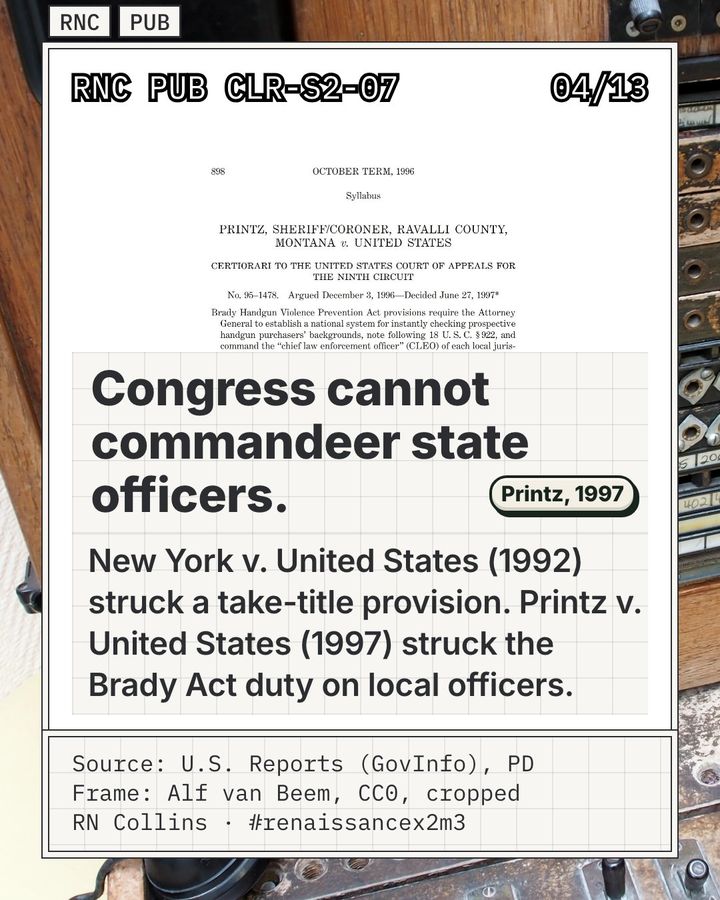 RNC PUB
RNC PUB CLR-S2-07 04/13
898 OCTOBER TERM, 1996
Syllabus
PRINTZ, SHERIFF/CORONER, RAVALLI COUNTY,
MONTANA v. UNITED STATES
CERTIORARI TO THE UNITED STATES COURT OF APPEALS FOR
THE NINTH CIRCUIT
No. 95–1478. Argued December 3, 1996—Decided June 27, 1997*
Brady Handgun Violence Prevention Act provisions require the Attorney
General to establish a national system for instantly checking prospective
handgun purchasers’ backgrounds, note following 18 U. S. C. § 922, and
command the “chief law enforcement officer” (CLEO) of each local juris-
Congress cannot
commandeer state
officers.
Printz, 1997
New York v. United States (1992)
struck a take-title provision. Printz v.
United States (1997) struck the
Brady Act duty on local officers.
Source: U.S. Reports (GovInfo), PD
Frame: Alf van Beem, CC0, cropped
RN Collins · #renaissancex2m3